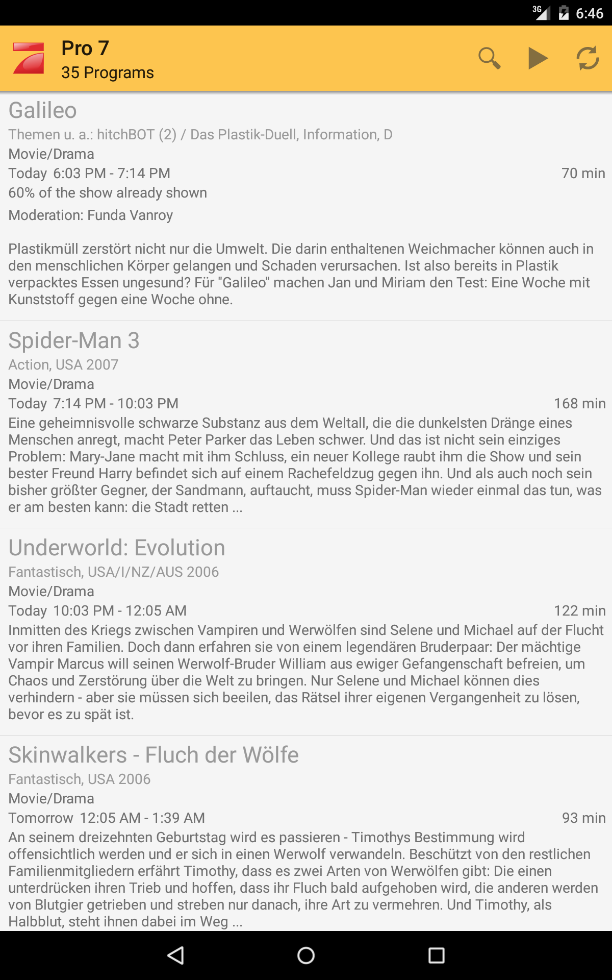 3G
6:46
Pro 7
35 Programs
Galileo
Themen u. a.: hitchBOT (2) / Das Plastik-Duell, Information, D
Movie/Drama
Today 6:03 PM - 7:14 PM 70 min
60% of the show already shown
Moderation: Funda Vanroy
Plastikmüll zerstört nicht nur die Umwelt. Die darin enthaltenen Weichmacher können auch in
den menschlichen Körper gelangen und Schaden verursachen. Ist also bereits in Plastik
verpacktes Essen ungesund? Für "Galileo" machen Jan und Miriam den Test: Eine Woche mit
Kunststoff gegen eine Woche ohne.
Spider-Man 3
Action, USA 2007
Movie/Drama
Today 7:14 PM - 10:03 PM 168 min
Eine geheimnisvolle schwarze Substanz aus dem Weltall, die die dunkelsten Dränge eines
Menschen anregt, macht Peter Parker das Leben schwer. Und das ist nicht sein einziges
Problem: Mary-Jane macht mit ihm Schluss, ein neuer Kollege raubt ihm die Show und sein
bester Freund Harry befindet sich auf einem Rachefeldzug gegen ihn. Und als auch noch sein
bisher größter Gegner, der Sandmann, auftaucht, muss Spider-Man wieder einmal das tun, was
er am besten kann: die Stadt retten ...
Underworld: Evolution
Fantastisch, USA/I/NZ/AUS 2006
Movie/Drama
Today 10:03 PM - 12:05 AM 122 min
Inmitten des Kriegs zwischen Vampiren und Werwölfen sind Selene und Michael auf der Flucht
vor ihren Familien. Doch dann erfahren sie von einem legendären Bruderpaar: Der mächtige
Vampir Marcus will seinen Werwolf-Bruder William aus ewiger Gefangenschaft befreien, um
Chaos und Zerstörung über die Welt zu bringen. Nur Selene und Michael können dies
verhindern - aber sie müssen sich beeilen, das Rätsel ihrer eigenen Vergangenheit zu lösen,
bevor es zu spät ist.
Skinwalkers - Fluch der Wölfe
Fantastisch, USA 2006
Movie/Drama
Tomorrow 12:05 AM - 1:39 AM 93 min
An seinem dreizehnten Geburtstag wird es passieren - Timothys Bestimmung wird
offensichtlich werden und er sich in einen Werwolf verwandeln. Beschützt von den restlichen
Familienmitgliedern erfährt Timothy, dass es zwei Arten von Werwölfen gibt: Die einen
unterdrücken ihren Trieb und hoffen, dass ihr Fluch bald aufgehoben wird, die anderen werden
von Blutgier getrieben und streben nur danach, ihre Art zu vermehren. Und Timothy, als
Halbblut, steht ihnen dabei im Weg ...